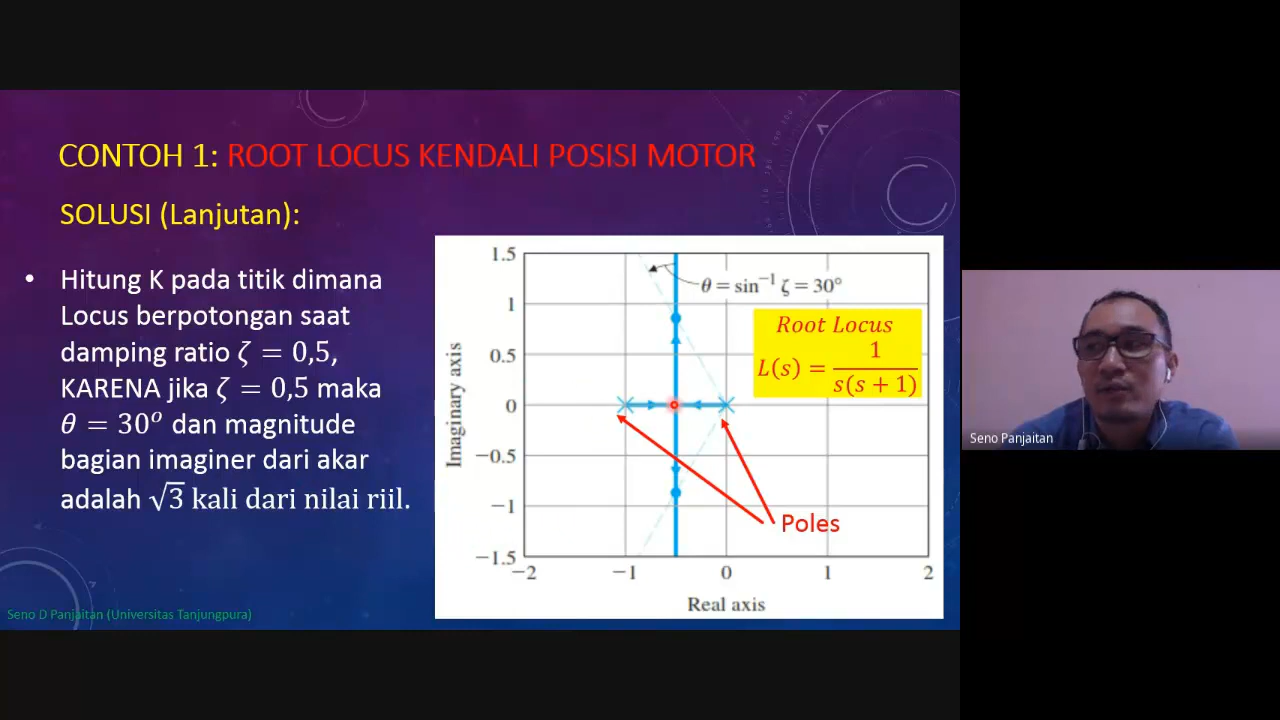 CONTOH 1: ROOT LOCUS KENDALI POSISI MOTOR
SOLUSI (Lanjutan):
• Hitung K pada titik dimana
Locus berpotongan saat
damping ratio ζ = 0,5,
KARENA jika ζ = 0,5 maka
θ = 30° dan magnitude
bagian imaginer dari akar
adalah √3 kali dari nilai riil.
θ = sin⁻¹ ζ = 30°
Root Locus
L(s) = 1/(s(s + 1))
Imaginary axis
1.5
1
0.5
0
−0.5
−1
−1.5
−2 −1 0 1 2
Real axis
Poles
Seno D Panjaitan (Universitas Tanjungpura)
Seno Panjaitan